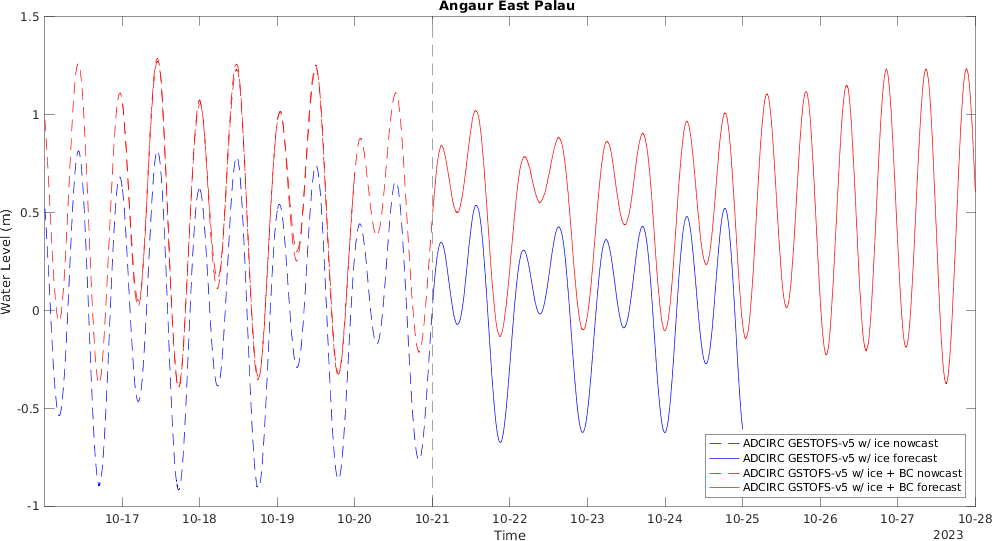 Angaur East Palau
1.5
1
0.5
0
-0.5
-1
Water Level (m)
ADCIRC GESTOFS-v5 w/ ice nowcast
ADCIRC GESTOFS-v5 w/ ice forecast
ADCIRC GSTOFS-v5 w/ ice + BC nowcast
ADCIRC GSTOFS-v5 w/ ice + BC forecast
10-17 10-18 10-19 10-20 10-21 10-22 10-23 10-24 10-25 10-26 10-27 10-28
Time
2023